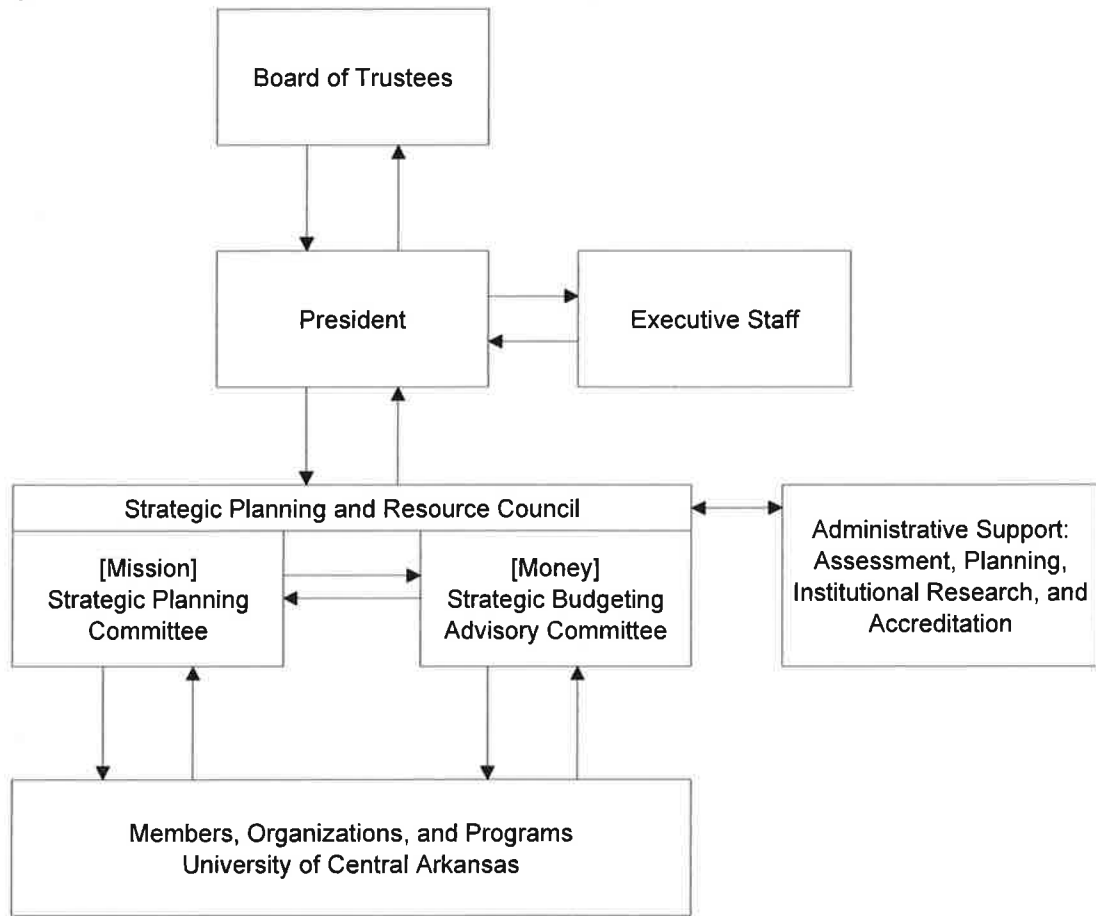 Board of Trustees
President
Executive Staff
Strategic Planning and Resource Council
[Mission]
Strategic Planning
Committee
[Money]
Strategic Budgeting
Advisory Committee
Administrative Support:
Assessment, Planning,
Institutional Research, and
Accreditation
Members, Organizations, and Programs
University of Central Arkansas